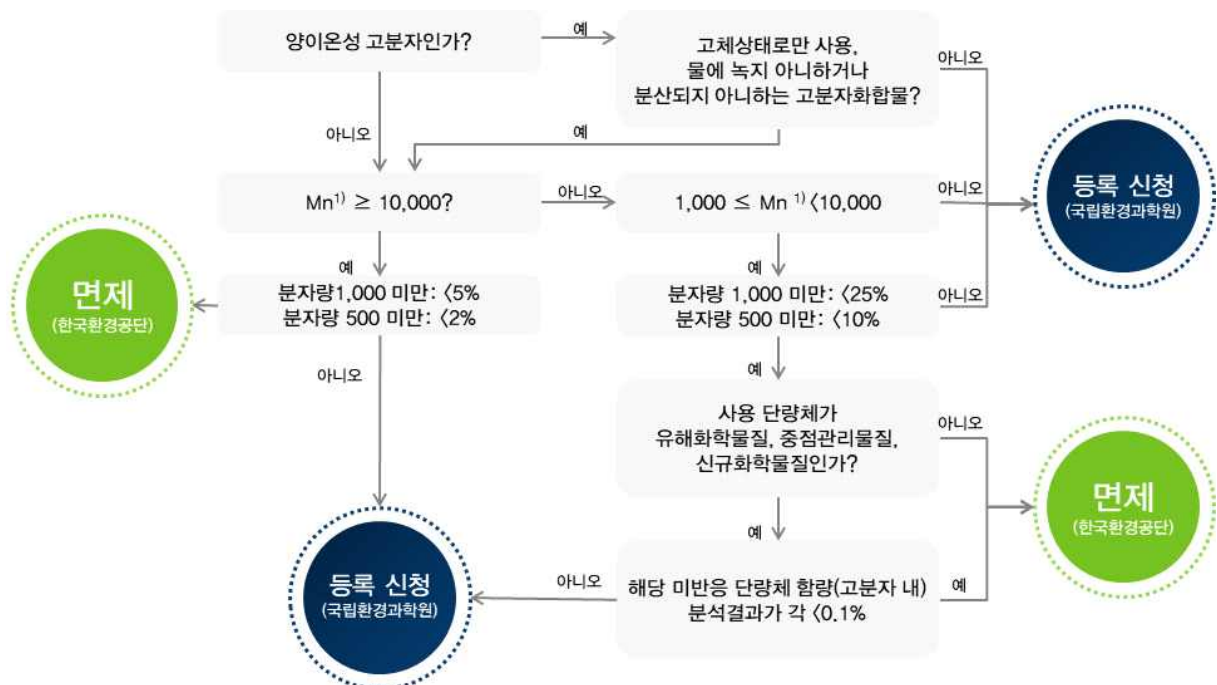 양이온성 고분자인가?
예
고체상태로만 사용,
물에 녹지 아니하거나
분산되지 아니하는 고분자화합물?
아니오
아니오
예
Mn¹⁾ ≥ 10,000?
아니오
1,000 ≤ Mn ¹⁾ 〈10,000
아니오
등록 신청
(국립환경과학원)
예
예
면제
(한국환경공단)
분자량1,000 미만: 〈5%
분자량 500 미만: 〈2%
분자량 1,000 미만: 〈25%
분자량 500 미만: 〈10%
아니오
아니오
예
사용 단량체가
유해화학물질, 중점관리물질,
신규화학물질인가?
아니오
면제
(한국환경공단)
예
등록 신청
(국립환경과학원)
아니오
해당 미반응 단량체 함량(고분자 내)
분석결과가 각 〈0.1%
예